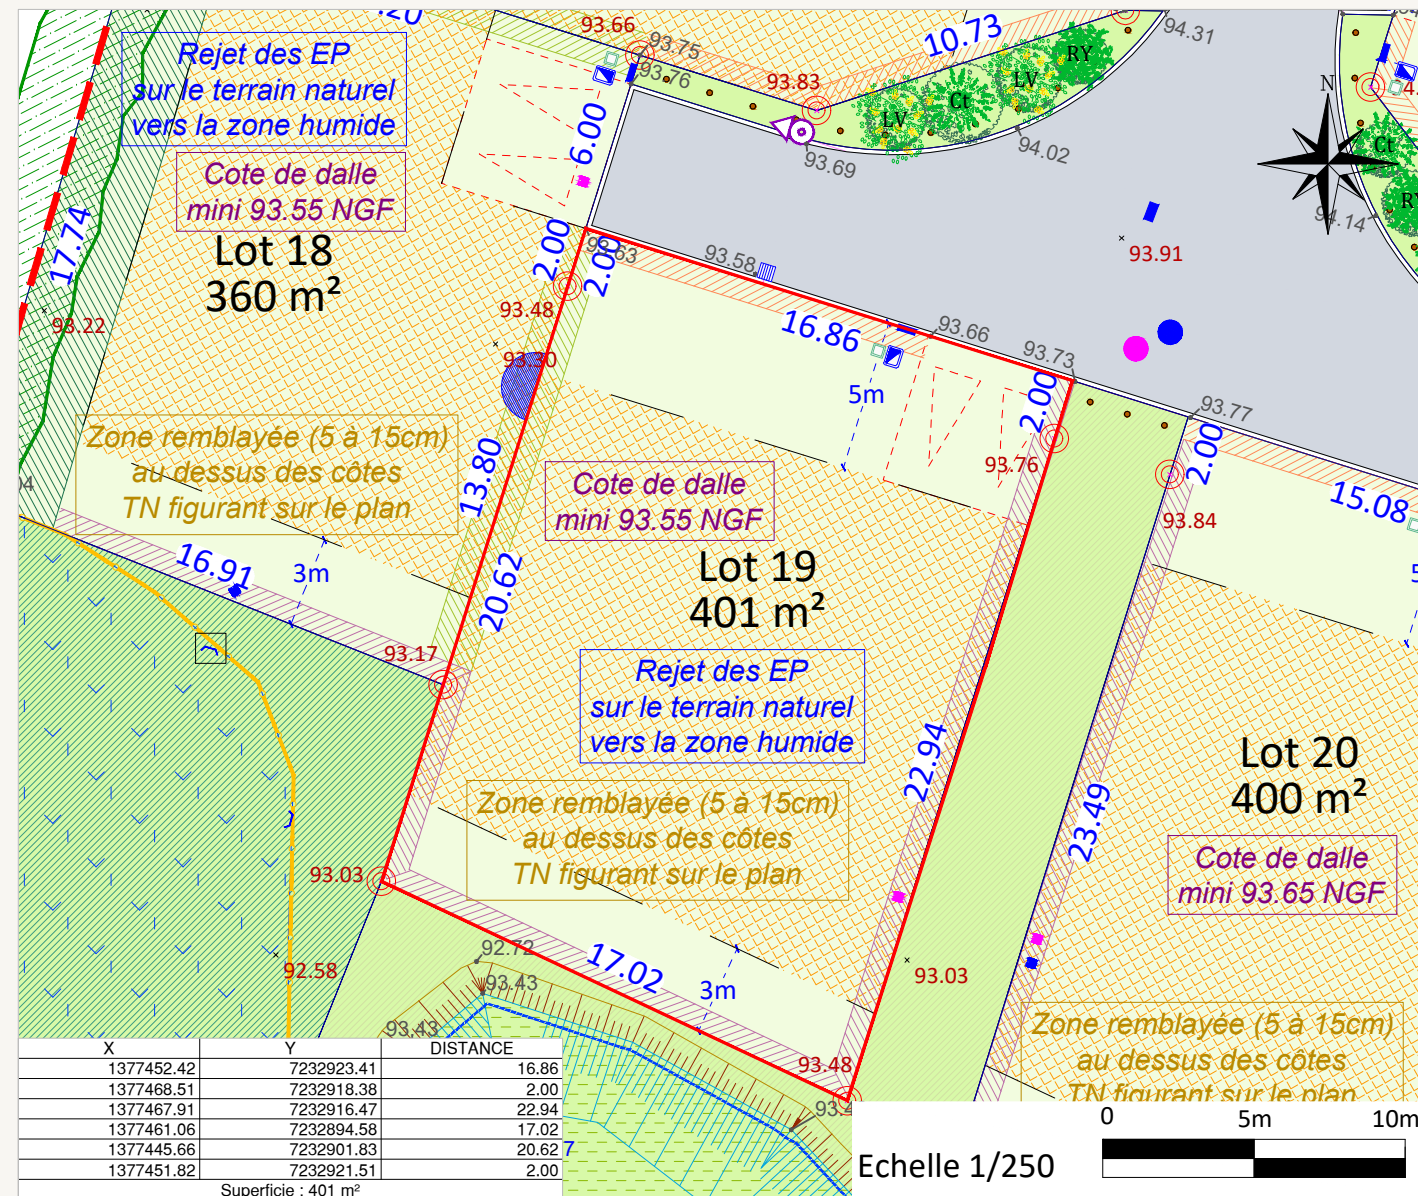 .20
93.66
93.75
93.76
93.83
10.73
RY
LV
Ct
LV
94.31
94.02
93.69
N
Ct
94.14
Rejet des EP
sur le terrain naturel
vers la zone humide
Cote de dalle
mini 93.55 NGF
Lot 18
360 m²
17.74
93.22
6.00
2.00
2.00
93.63
93.58
93.48
93.30
16.86
93.66
93.73
93.91
5m
2.00
93.76
93.77
2.00
93.84
15.08
Zone remblayée (5 à 15cm)
au dessus des côtes
TN figurant sur le plan
13.80
20.62
16.91
3m
93.17
Cote de dalle
mini 93.55 NGF
Lot 19
401 m²
Rejet des EP
sur le terrain naturel
vers la zone humide
22.94
23.49
Lot 20
400 m²
Cote de dalle
mini 93.65 NGF
Zone remblayée (5 à 15cm)
au dessus des côtes
TN figurant sur le plan
93.03
92.58
92.72
93.43
93.43
17.02
3m
93.03
93.48
Zone remblayée (5 à 15cm)
au dessus des côtes
TN figurant sur le plan
X Y DISTANCE
1377452.42 7232923.41 16.86
1377468.51 7232918.38 2.00
1377467.91 7232916.47 22.94
1377461.06 7232894.58 17.02
1377445.66 7232901.83 20.62
1377451.82 7232921.51 2.00
Superficie : 401 m²
Echelle 1/250
0 5m 10m